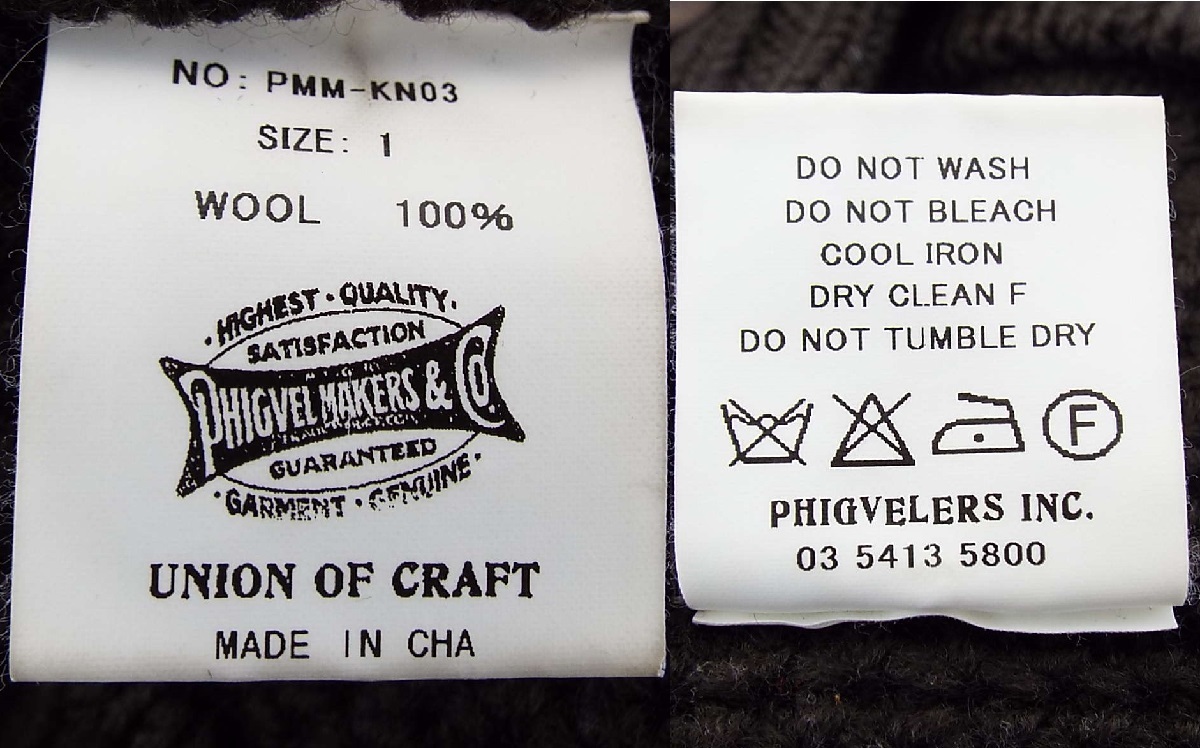 NO: PMM-KN03
SIZE: 1
WOOL 100%
· HIGHEST · QUALITY ·
SATISFACTION
PHIGVEL MAKERS & Co.
GUARANTEED
· GARMENT · GENUINE ·
UNION OF CRAFT
MADE IN CHA
DO NOT WASH
DO NOT BLEACH
COOL IRON
DRY CLEAN F
DO NOT TUMBLE DRY
F
PHIGVELERS INC.
03 5413 5800